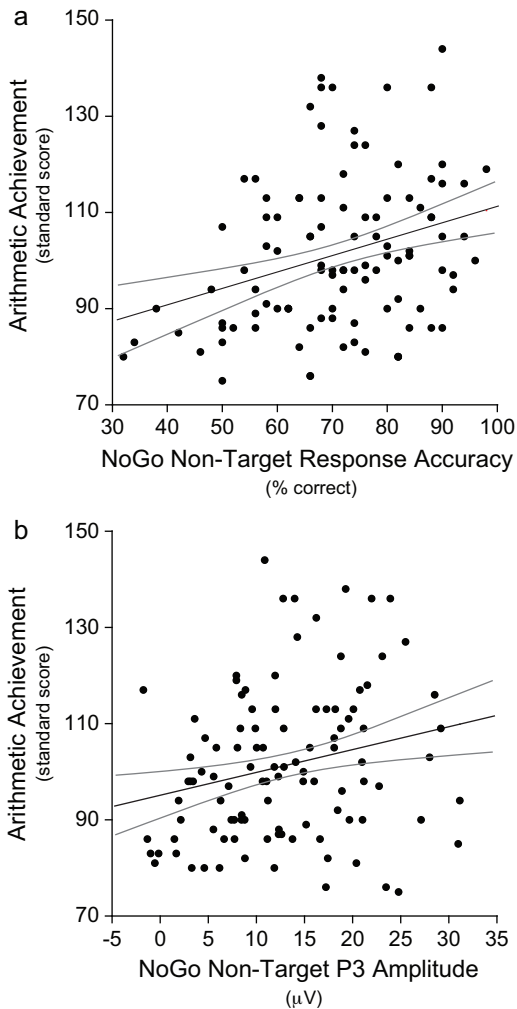 a
150
130
110
90
70
Arithmetic Achievement
(standard score)
30 40 50 60 70 80 90 100
NoGo Non-Target Response Accuracy
(% correct)
b
150
130
110
90
70
Arithmetic Achievement
(standard score)
-5 0 5 10 15 20 25 30 35
NoGo Non-Target P3 Amplitude
(μV)